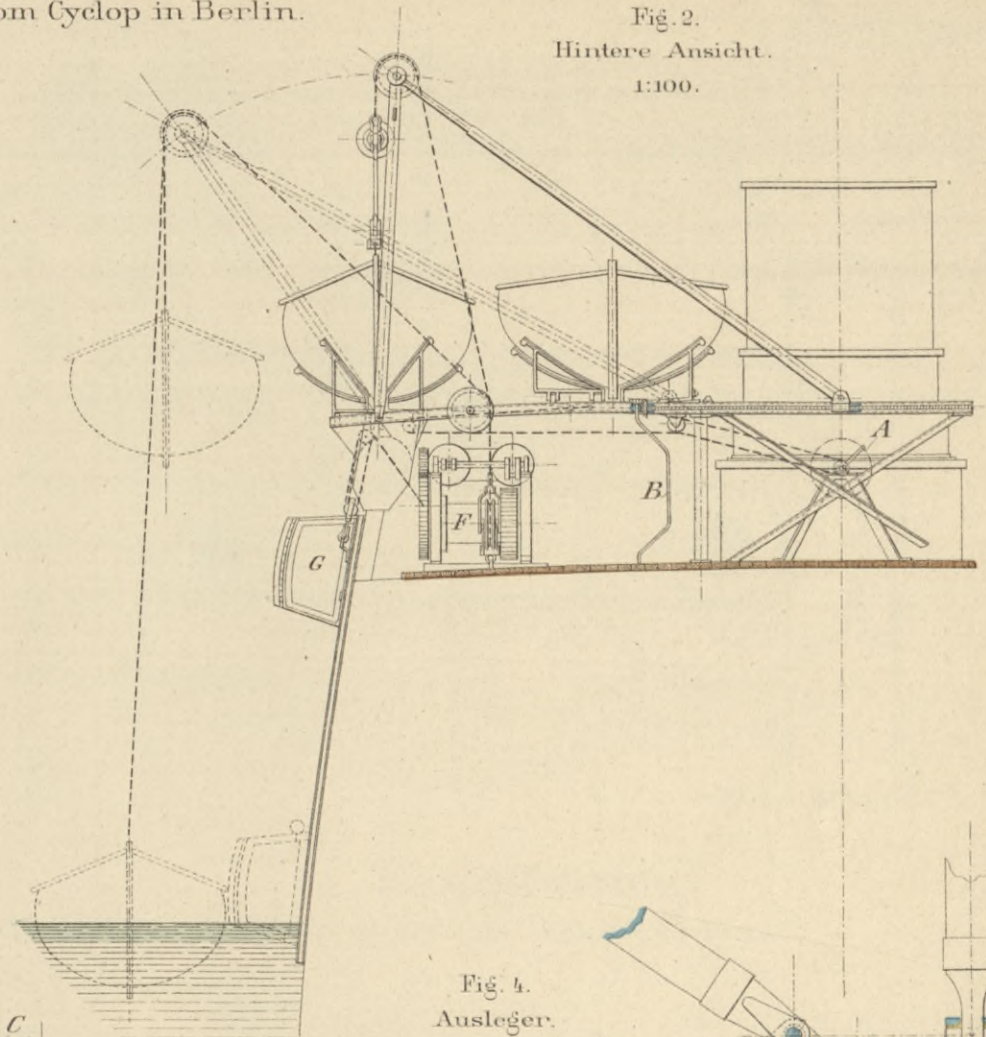 om Cyclop in Berlin.
Fig. 2.
Hintere Ansicht.
1:100.
A
B
F
G
Fig. 4.
Ausleger.
C